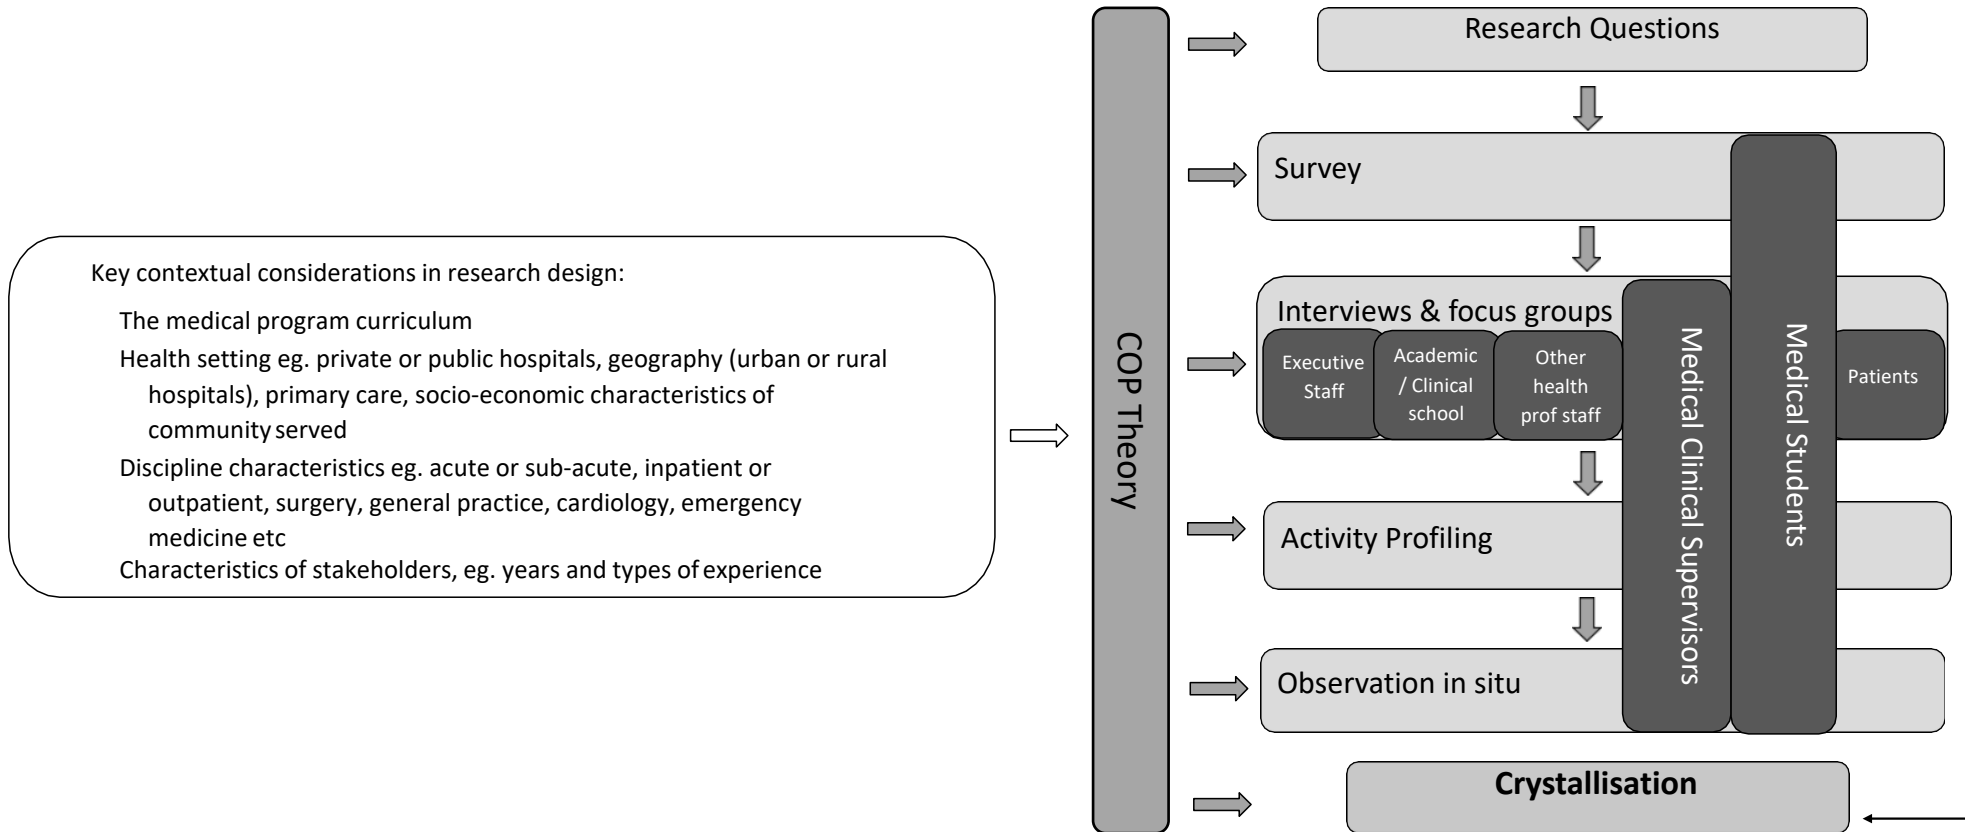 Key contextual considerations in research design:
The medical program curriculum
Health setting eg. private or public hospitals, geography (urban or rural
hospitals), primary care, socio-economic characteristics of
community served
Discipline characteristics eg. acute or sub-acute, inpatient or
outpatient, surgery, general practice, cardiology, emergency
medicine etc
Characteristics of stakeholders, eg. years and types of experience
COP Theory
Research Questions
Survey
Interviews & focus groups
Executive
Staff
Academic
/ Clinical
school
Other
health
prof staff
Medical Clinical Supervisors
Medical Students
Patients
Activity Profiling
Observation in situ
Crystallisation